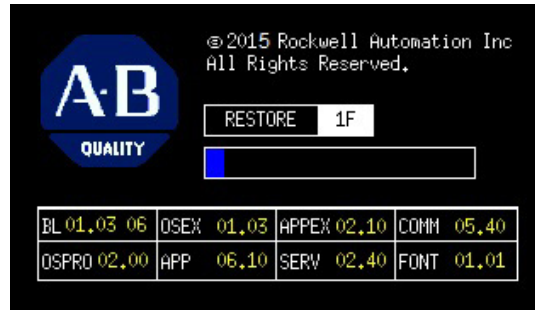 ©2015 Rockwell Automation Inc
All Rights Reserved.
A·B
QUALITY
RESTORE 1F
BL 01.03 06 OSEX 01.03 APPEX 02.10 COMM 05.40
OSPRO 02.00 APP 06.10 SERV 02.40 FONT 01.01